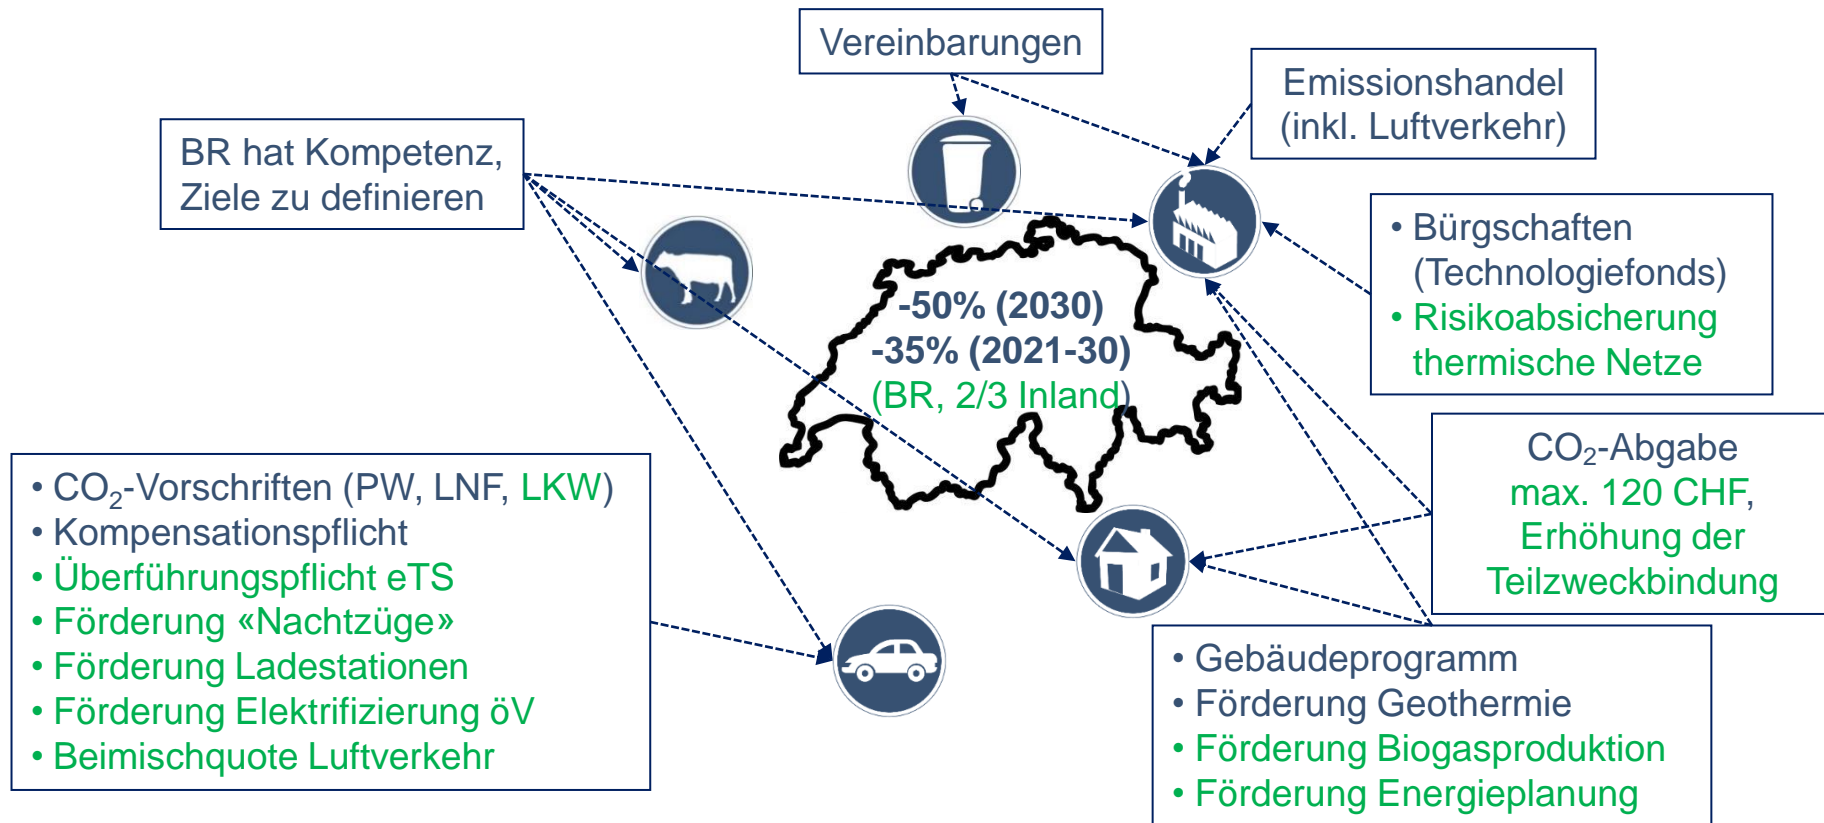 Vereinbarungen
Emissionshandel
(inkl. Luftverkehr)
BR hat Kompetenz,
Ziele zu definieren
• Bürgschaften
(Technologiefonds)
• Risikoabsicherung
thermische Netze
-50% (2030)
-35% (2021-30)
(BR, 2/3 Inland)
CO₂-Abgabe
max. 120 CHF,
Erhöhung der
Teilzweckbindung
• CO₂-Vorschriften (PW, LNF, LKW)
• Kompensationspflicht
• Überführungspflicht eTS
• Förderung «Nachtzüge»
• Förderung Ladestationen
• Förderung Elektrifizierung öV
• Beimischquote Luftverkehr
• Gebäudeprogramm
• Förderung Geothermie
• Förderung Biogasproduktion
• Förderung Energieplanung